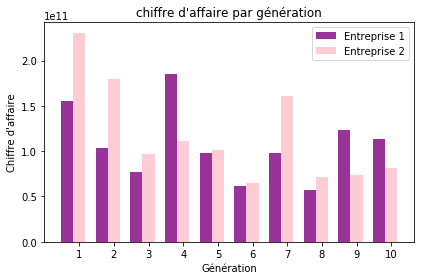 chiffre d'affaire par génération
1e11
Entreprise 1
Entreprise 2
Chiffre d'affaire
2.0
1.5
1.0
0.5
0.0
1 2 3 4 5 6 7 8 9 10
Génération